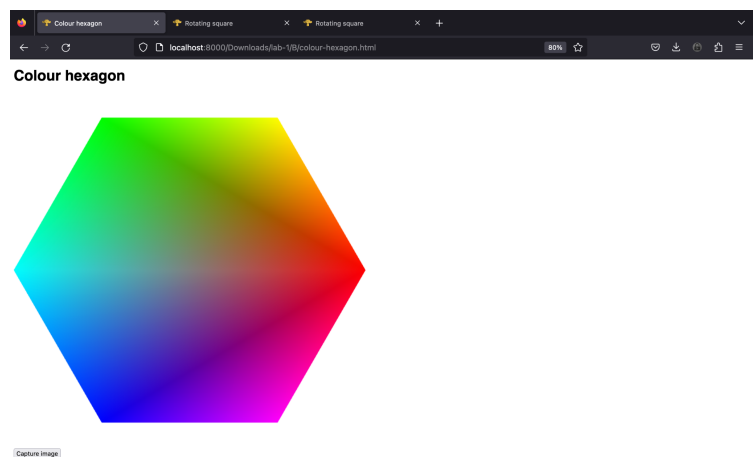 Colour hexagon
Rotating square
Rotating square
localhost:8000/Downloads/lab-1/B/colour-hexagon.html
80%
Colour hexagon
Capture image